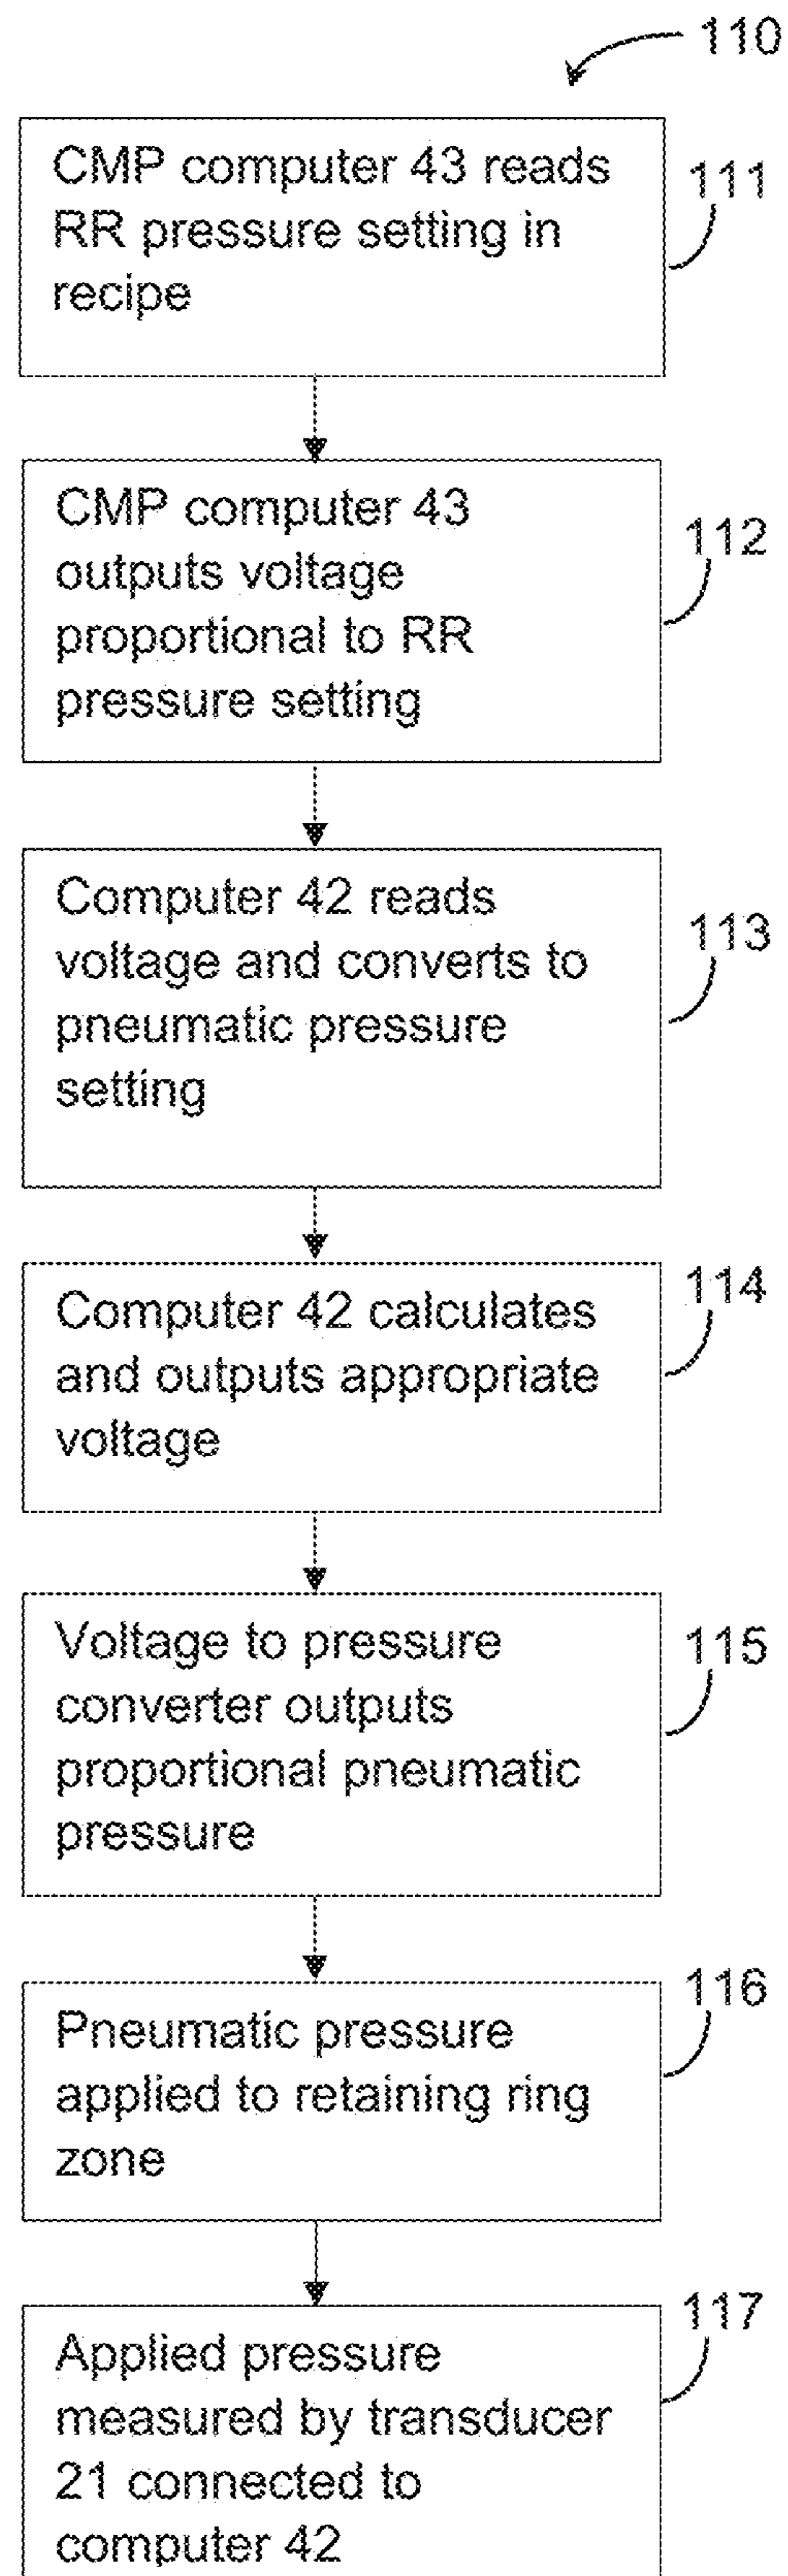 110
CMP computer 43 reads
RR pressure setting in
recipe
111
CMP computer 43
outputs voltage
proportional to RR
pressure setting
112
Computer 42 reads
voltage and converts to
pneumatic pressure
setting
113
Computer 42 calculates
and outputs appropriate
voltage
114
Voltage to pressure
converter outputs
proportional pneumatic
pressure
115
Pneumatic pressure
applied to retaining ring
zone
116
Applied pressure
measured by transducer
21 connected to
computer 42
117